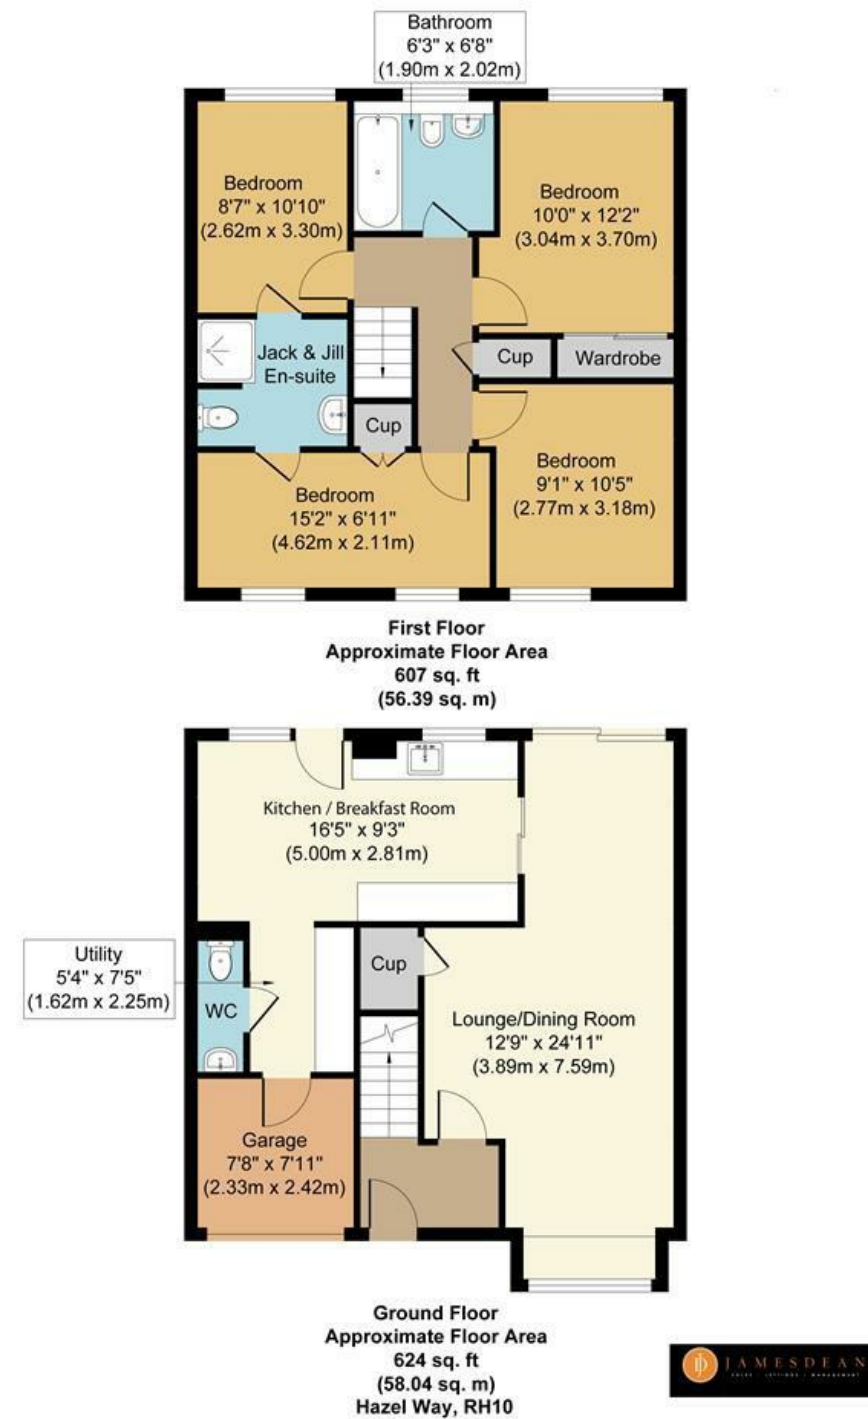 Bathroom
6'3" x 6'8"
(1.90m x 2.02m)
Bedroom
8'7" x 10'10"
(2.62m x 3.30m)
Bedroom
10'0" x 12'2"
(3.04m x 3.70m)
Jack & Jill
En-suite
Cup
Wardrobe
Cup
Bedroom
15'2" x 6'11"
(4.62m x 2.11m)
Bedroom
9'1" x 10'5"
(2.77m x 3.18m)
First Floor
Approximate Floor Area
607 sq. ft
(56.39 sq. m)
Kitchen / Breakfast Room
16'5" x 9'3"
(5.00m x 2.81m)
Utility
5'4" x 7'5"
(1.62m x 2.25m)
WC
Cup
Lounge/Dining Room
12'9" x 24'11"
(3.89m x 7.59m)
Garage
7'8" x 7'11"
(2.33m x 2.42m)
Ground Floor
Approximate Floor Area
624 sq. ft
(58.04 sq. m)
Hazel Way, RH10
JAMESDEAN
SALES · LETTINGS · MANAGEMENT